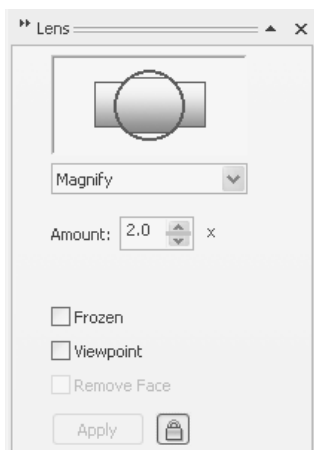 Lens
Magnify
Amount: 2.0 x
Frozen
Viewpoint
Remove Face
Apply